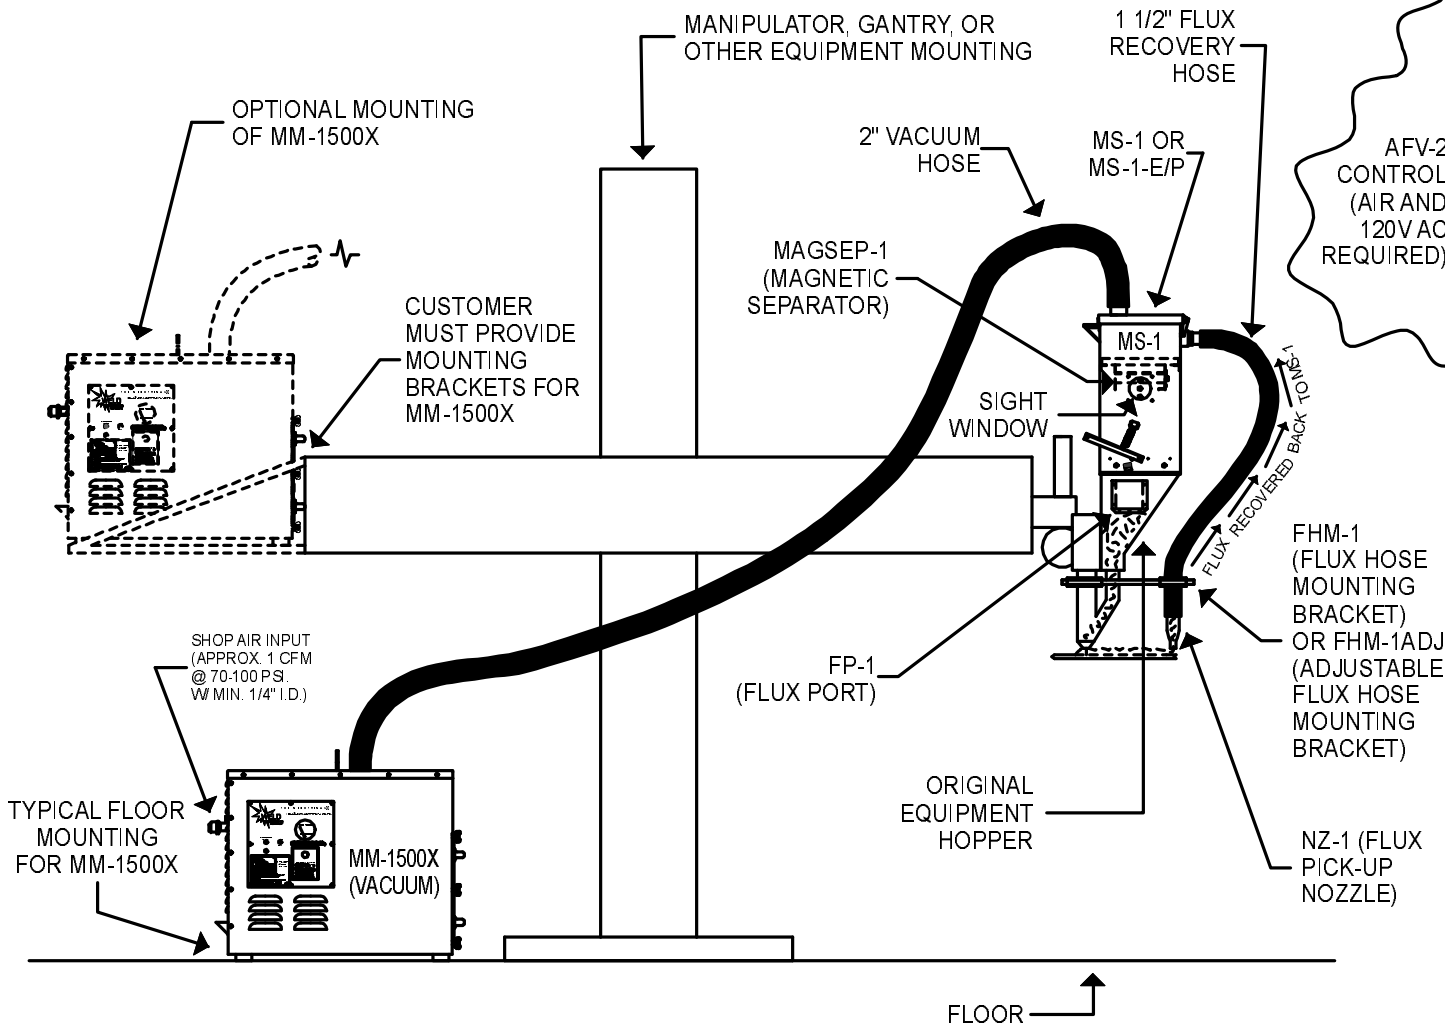 MANIPULATOR, GANTRY, OR
OTHER EQUIPMENT MOUNTING
1 1/2" FLUX
RECOVERY
HOSE
OPTIONAL MOUNTING
OF MM-1500X
2" VACUUM
HOSE
MS-1 OR
MS-1-E/P
AFV-2
CONTROL
(AIR AND
120V AC
REQUIRED)
MAGSEP-1
(MAGNETIC
SEPARATOR)
CUSTOMER
MUST PROVIDE
MOUNTING
BRACKETS FOR
MM-1500X
MS-1
SIGHT
WINDOW
FLUX RECOVERED BACK TO MS-1
FHM-1
(FLUX HOSE
MOUNTING
BRACKET)
OR FHM-1ADJ
(ADJUSTABLE
FLUX HOSE
MOUNTING
BRACKET)
SHOP AIR INPUT
(APPROX. 1 CFM
@ 70-100 PSI.
W/ MIN. 1/4" I.D.)
FP-1
(FLUX PORT)
TYPICAL FLOOR
MOUNTING
FOR MM-1500X
MM-1500X
(VACUUM)
ORIGINAL
EQUIPMENT
HOPPER
NZ-1 (FLUX
PICK-UP
NOZZLE)
FLOOR